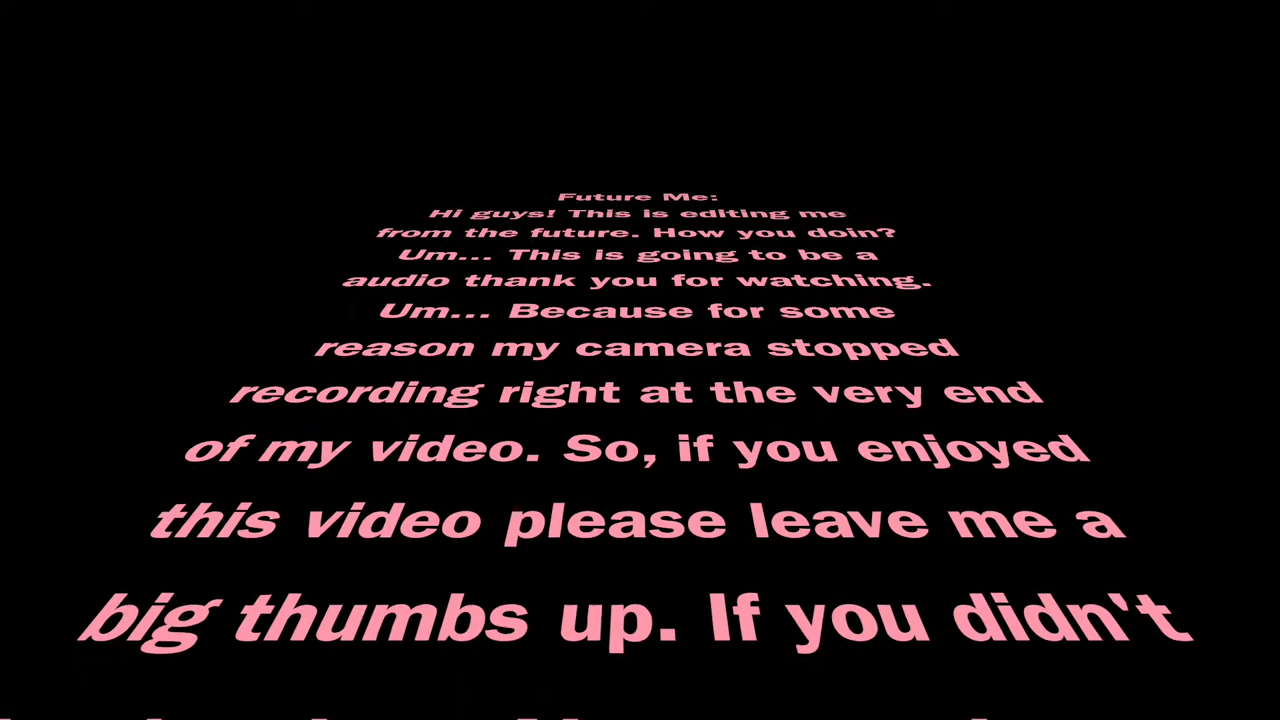 Future Me:
Hi guys! This is editing me
from the future. How you doin?
Um... This is going to be a
audio thank you for watching.
Um... Because for some
reason my camera stopped
recording right at the very end
of my video. So, if you enjoyed
this video please leave me a
big thumbs up. If you didn't